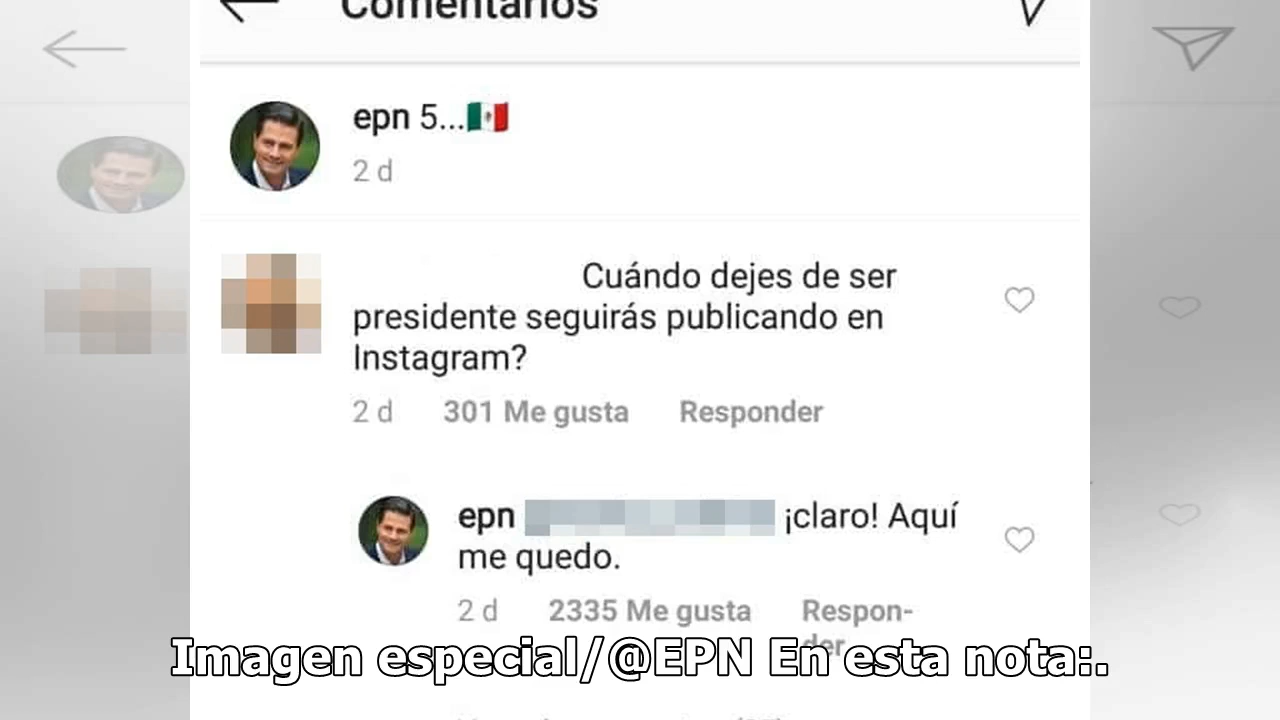 Comentarios
epn 5...🇲🇽
2 d
Cuándo dejes de ser
presidente seguirás publicando en
Instagram?
2 d 301 Me gusta Responder
epn ¡claro! Aquí
me quedo.
2 d 2335 Me gusta Respon-
der
Imagen especial/@EPN En esta nota:.